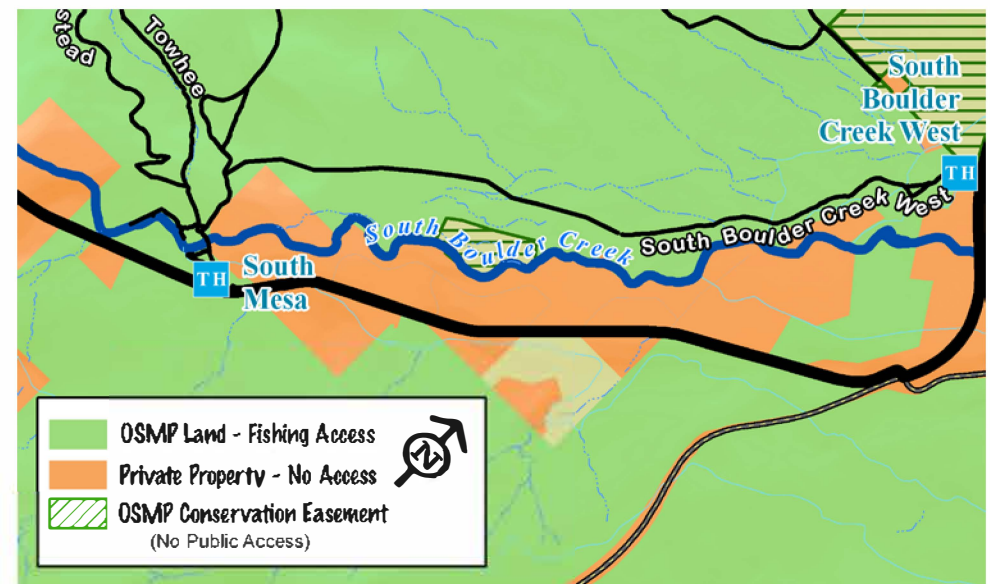 stead
Towhee
South
Boulder
Creek West
TH
South Boulder Creek
South Boulder Creek West
TH
South
Mesa
OSMP Land - Fishing Access
Private Property - No Access
OSMP Conservation Easement
(No Public Access)
N